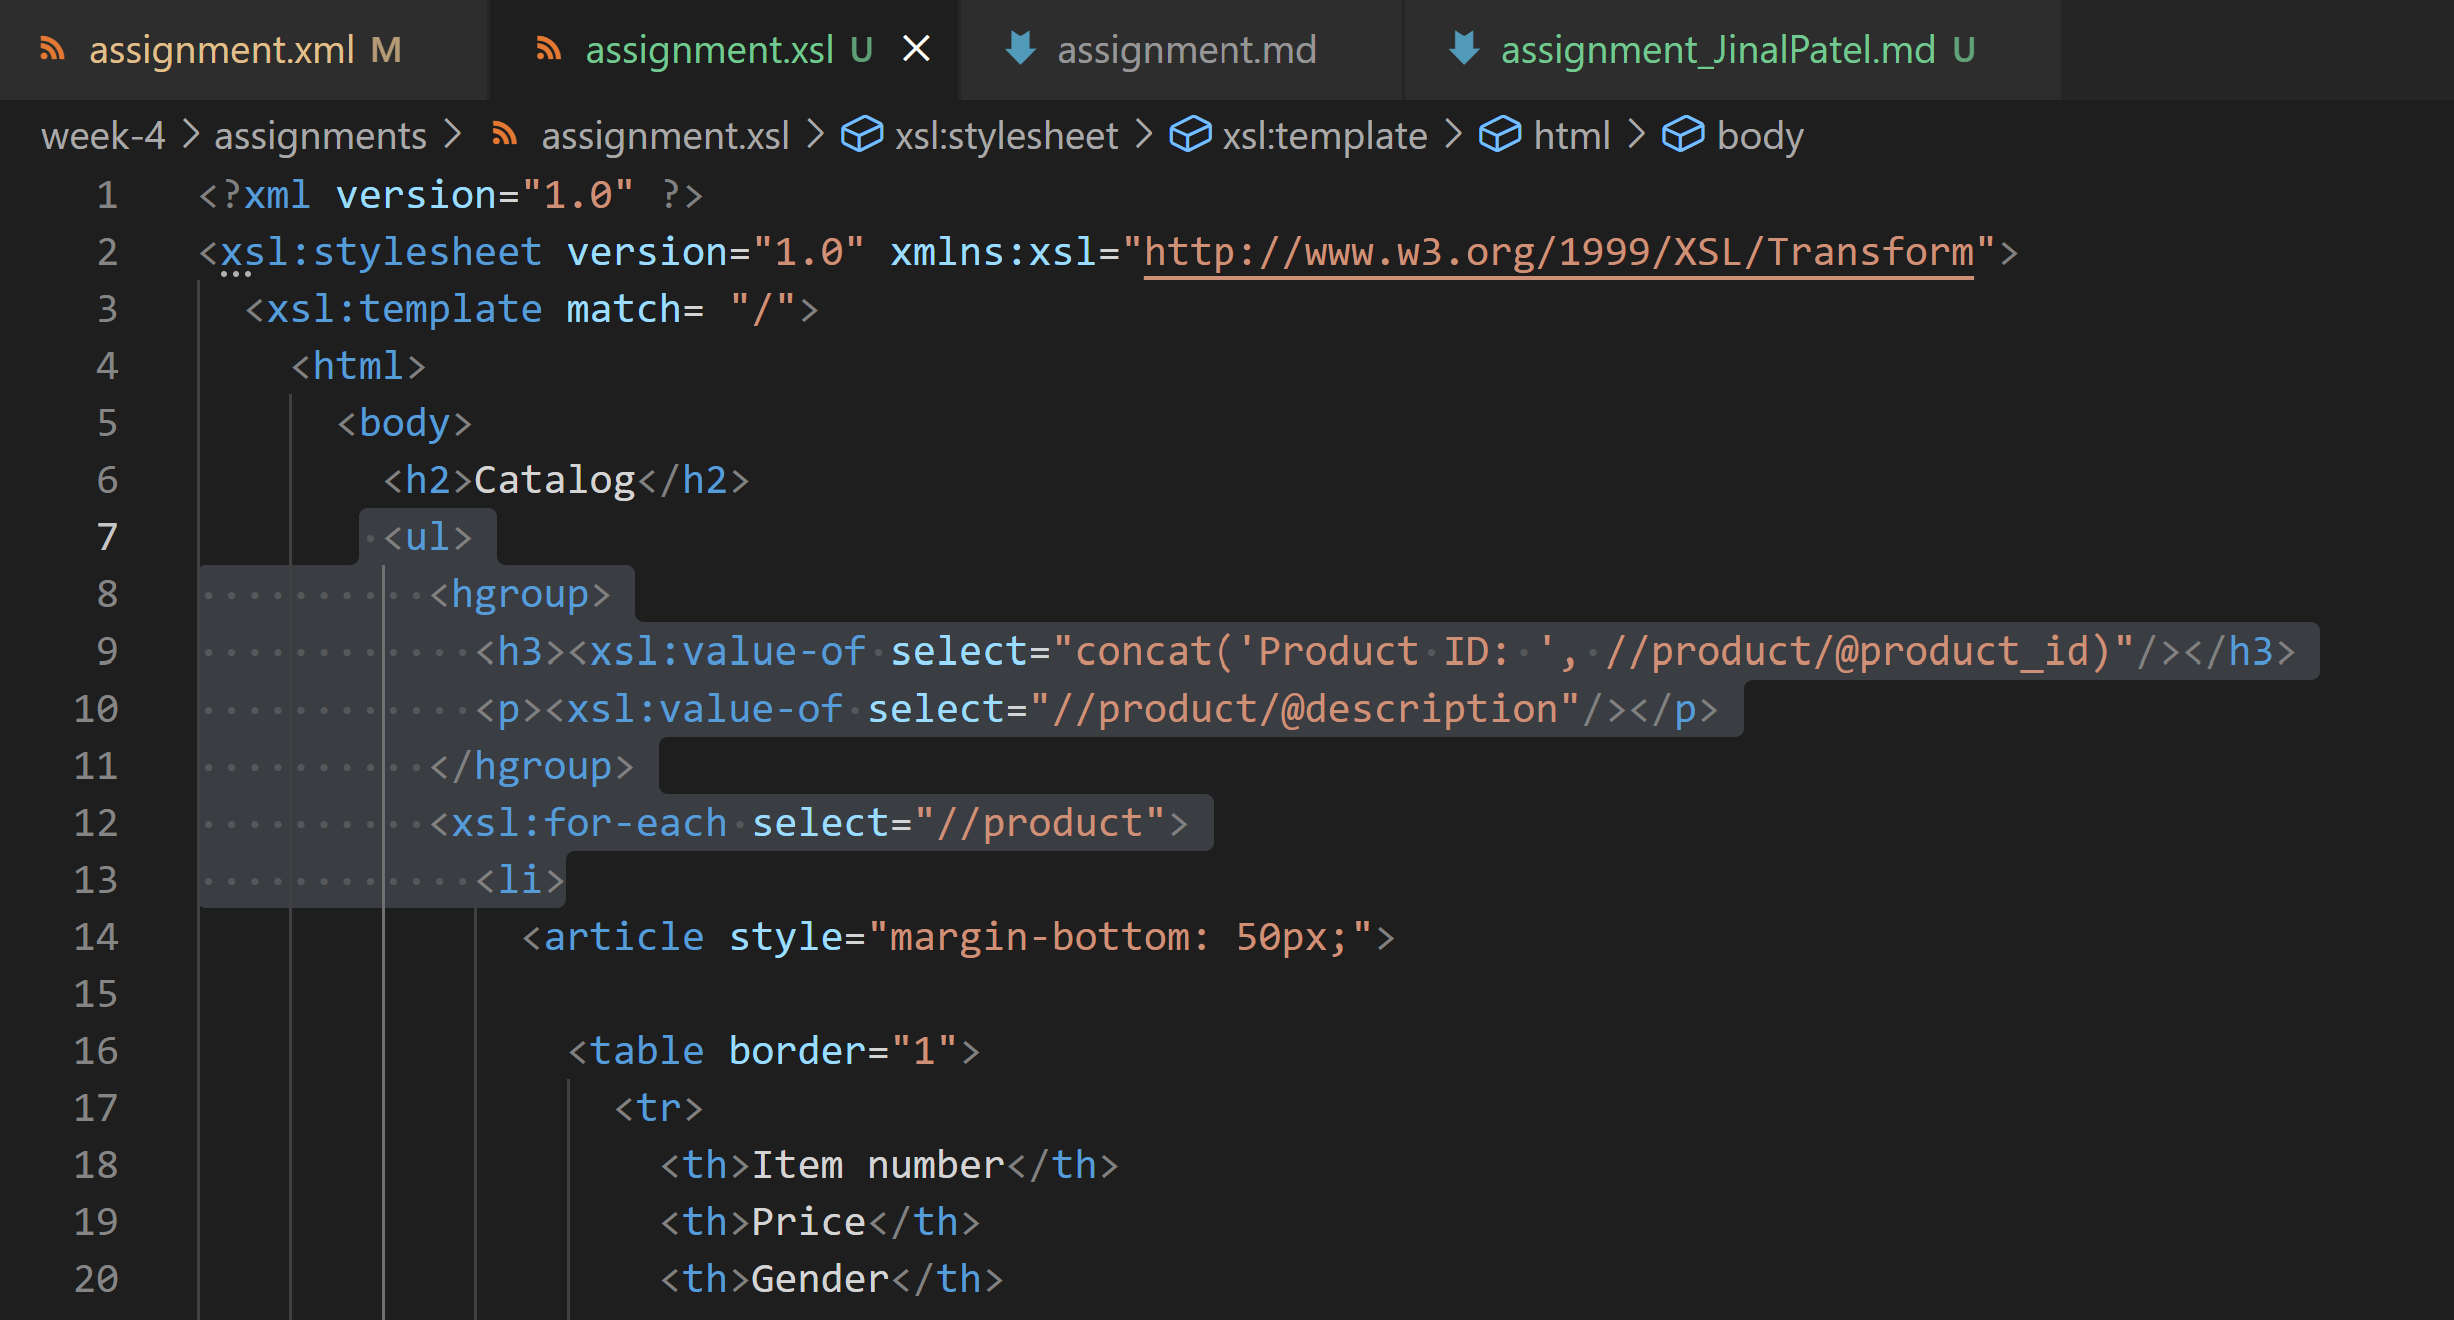 assignment.xml M assignment.xsl U assignment.md assignment_JinalPatel.md U
week-4 > assignments > assignment.xsl > xsl:stylesheet > xsl:template > html > body
1 <?xml version="1.0" ?>
2 <xsl:stylesheet version="1.0" xmlns:xsl="http://www.w3.org/1999/XSL/Transform">
3 <xsl:template match= "/">
4 <html>
5 <body>
6 <h2>Catalog</h2>
7 <ul>
8 <hgroup>
9 <h3><xsl:value-of select="concat('Product ID: ', //product/@product_id)"/></h3>
10 <p><xsl:value-of select="//product/@description"/></p>
11 </hgroup>
12 <xsl:for-each select="//product">
13 <li>
14 <article style="margin-bottom: 50px;">
15
16 <table border="1">
17 <tr>
18 <th>Item number</th>
19 <th>Price</th>
20 <th>Gender</th>